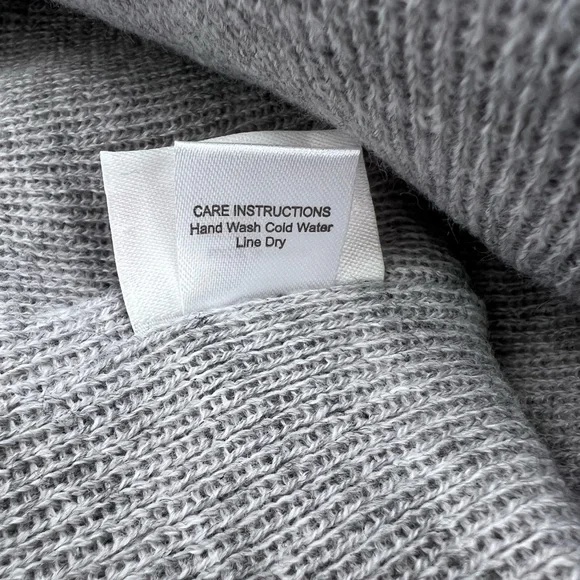 CARE INSTRUCTIONS
Hand Wash Cold Water
Line Dry